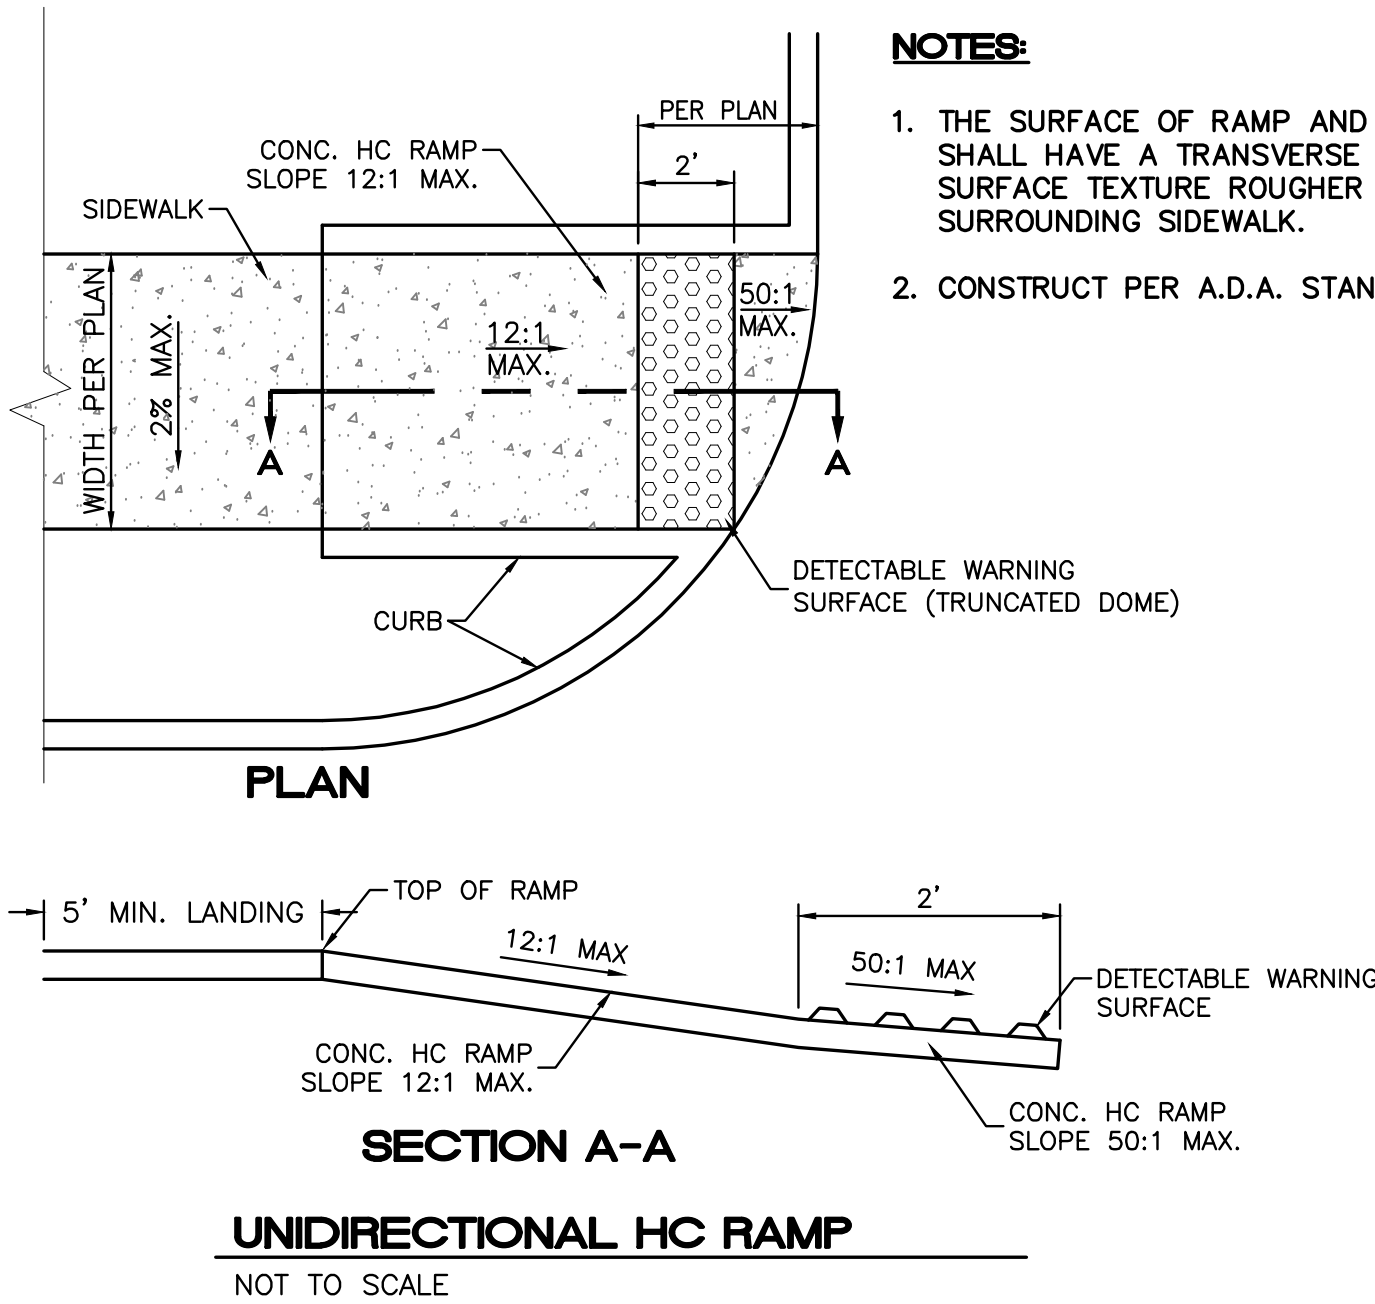 NOTES:
1. THE SURFACE OF RAMP AND
SHALL HAVE A TRANSVERSE
SURFACE TEXTURE ROUGHER
SURROUNDING SIDEWALK.
2. CONSTRUCT PER A.D.A. STAN
PER PLAN
2'
CONC. HC RAMP
SLOPE 12:1 MAX.
SIDEWALK
WIDTH PER PLAN
2% MAX.
12:1
MAX.
50:1
MAX.
A
A
DETECTABLE WARNING
SURFACE (TRUNCATED DOME)
CURB
PLAN
5' MIN. LANDING
TOP OF RAMP
12:1 MAX
2'
50:1 MAX
DETECTABLE WARNING
SURFACE
CONC. HC RAMP
SLOPE 12:1 MAX.
CONC. HC RAMP
SLOPE 50:1 MAX.
SECTION A-A
UNIDIRECTIONAL HC RAMP
NOT TO SCALE